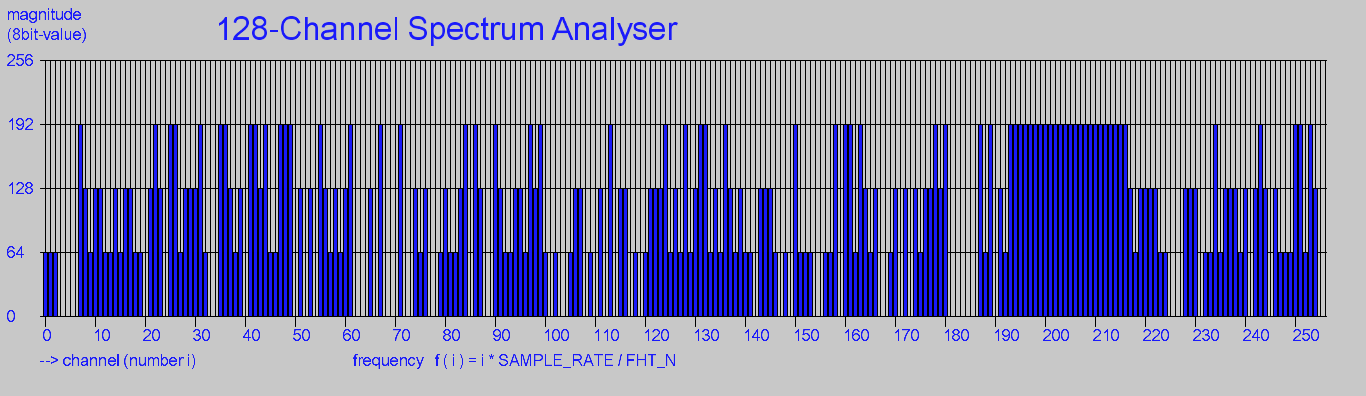 magnitude
(8bit-value)
128-Channel Spectrum Analyser
256
192
128
64
0
0 10 20 30 40 50 60 70 80 90 100 110 120 130 140 150 160 170 180 190 200 210 220 230 240 250
--> channel (number i) frequency f ( i ) = i * SAMPLE_RATE / FHT_N